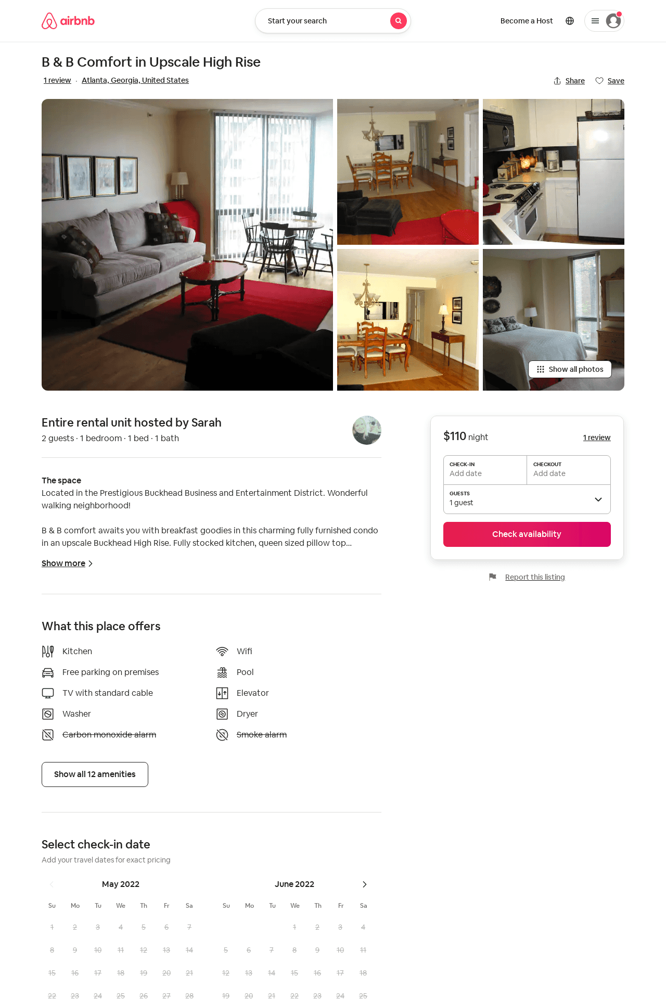 airbnb
Start your search
Become a Host
B & B Comfort in Upscale High Rise
1 review · Atlanta, Georgia, United States
Share
Save
Show all photos
Entire rental unit hosted by Sarah
2 guests · 1 bedroom · 1 bed · 1 bath
The space
Located in the Prestigious Buckhead Business and Entertainment District. Wonderful
walking neighborhood!
B & B comfort awaits you with breakfast goodies in this charming fully furnished condo
in an upscale Buckhead High Rise. Fully stocked kitchen, queen sized pillow top...
Show more
$110 night
1 review
CHECK-IN
Add date
CHECKOUT
Add date
GUESTS
1 guest
Check availability
Report this listing
What this place offers
Kitchen
Wifi
Free parking on premises
Pool
TV with standard cable
Elevator
Washer
Dryer
Carbon monoxide alarm
Smoke alarm
Show all 12 amenities
Select check-in date
Add your travel dates for exact pricing
May 2022
Su Mo Tu We Th Fr Sa
1 2 3 4 5 6 7
8 9 10 11 12 13 14
15 16 17 18 19 20 21
22 23 24 25 26 27 28
June 2022
Su Mo Tu We Th Fr Sa
1 2 3 4
5 6 7 8 9 10 11
12 13 14 15 16 17 18
19 20 21 22 23 24 25